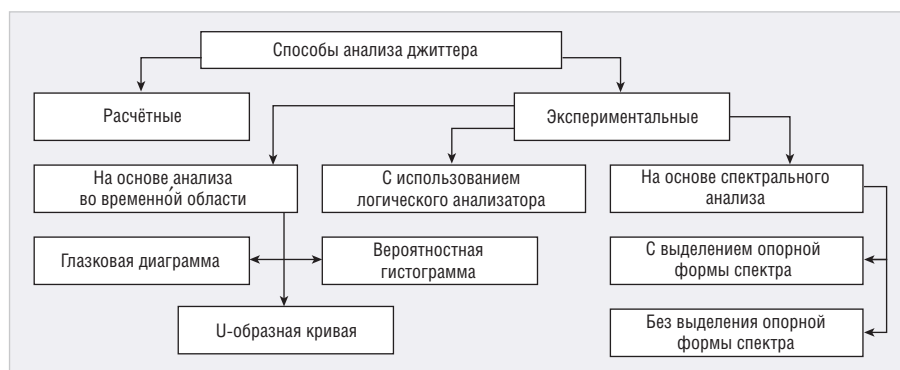 Способы анализа джиттера
Расчётные
Экспериментальные
На основе анализа
во временно́й области
С использованием
логического анализатора
На основе спектрального
анализа
Глазковая диаграмма
Вероятностная
гистограмма
С выделением опорной
формы спектра
U-образная кривая
Без выделения опорной
формы спектра